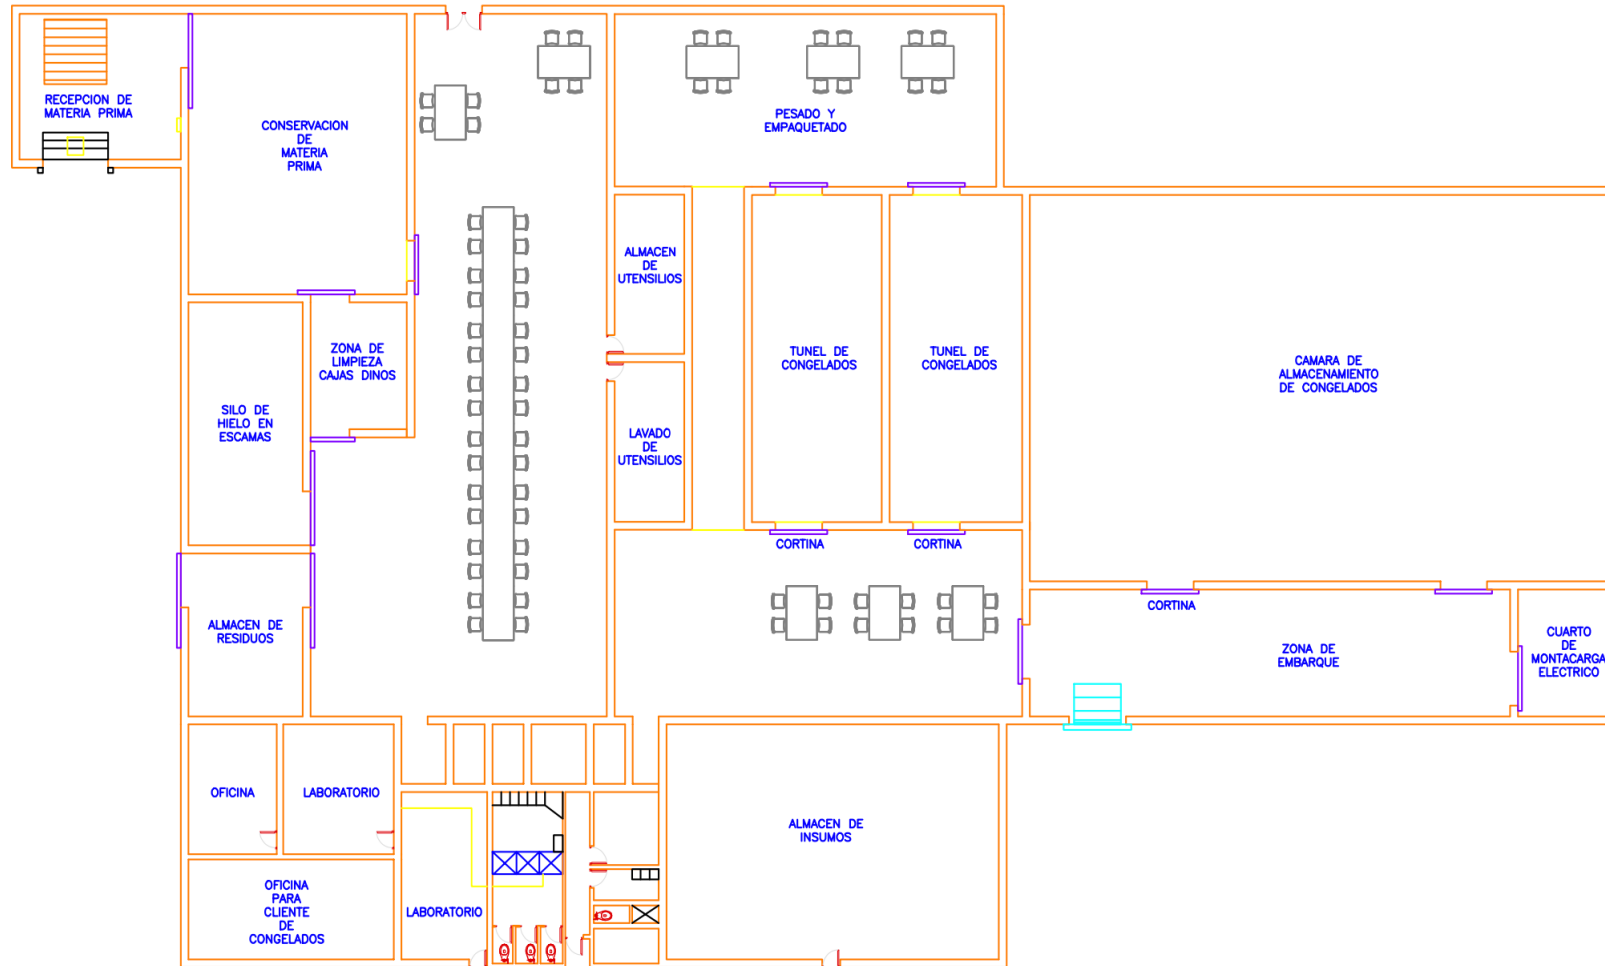 RECEPCION DE
MATERIA PRIMA
CONSERVACION
DE
MATERIA
PRIMA
PESADO Y
EMPAQUETADO
ALMACEN
DE
UTENSILIOS
ZONA DE
LIMPIEZA
CAJAS DINOS
TUNEL DE
CONGELADOS
TUNEL DE
CONGELADOS
CAMARA DE
ALMACENAMIENTO
DE CONGELADOS
SILO DE
HIELO EN
ESCAMAS
LAVADO
DE
UTENSILIOS
CORTINA
CORTINA
CORTINA
ALMACEN DE
RESIDUOS
ZONA DE
EMBARQUE
CUARTO
DE
MONTACARGA
ELECTRICO
OFICINA
LABORATORIO
ALMACEN DE
INSUMOS
OFICINA
PARA
CLIENTE
DE
CONGELADOS
LABORATORIO